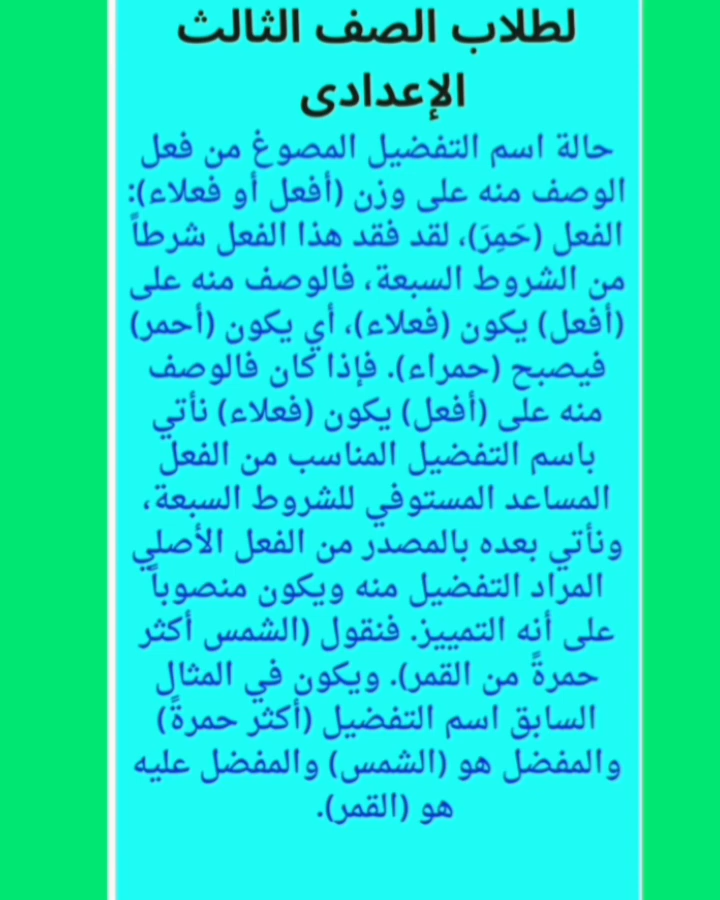 لطلاب الصف الثالث
الإعدادى
حالة اسم التفضيل المصوغ من فعل
الوصف منه على وزن (أفعل أو فعلاء):
الفعل (حَمِرَ)، لقد فقد هذا الفعل شرطاً
من الشروط السبعة، فالوصف منه على
(أفعل) يكون (فعلاء)، أي يكون (أحمر)
فيصبح (حمراء). فإذا كان فالوصف
منه على (أفعل) يكون (فعلاء) نأتي
باسم التفضيل المناسب من الفعل
المساعد المستوفي للشروط السبعة،
ونأتي بعده بالمصدر من الفعل الأصلي
المراد التفضيل منه ويكون منصوباً
على أنه التمييز. فنقول (الشمس أكثر
حمرةً من القمر). ويكون في المثال
السابق اسم التفضيل (أكثر حمرةً)
والمفضل هو (الشمس) والمفضل عليه
هو (القمر).